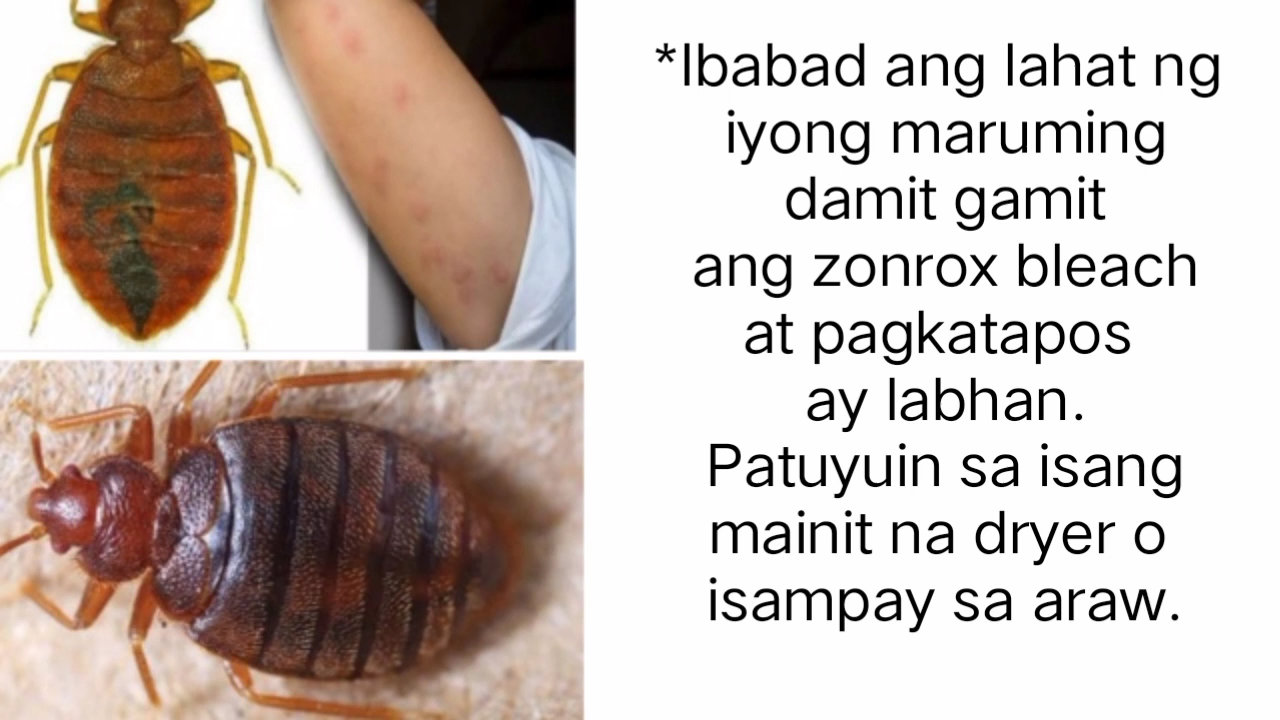 *Ibabad ang lahat ng
iyong maruming
damit gamit
ang zonrox bleach
at pagkatapos
ay labhan.
Patuyuin sa isang
mainit na dryer o
isampay sa araw.